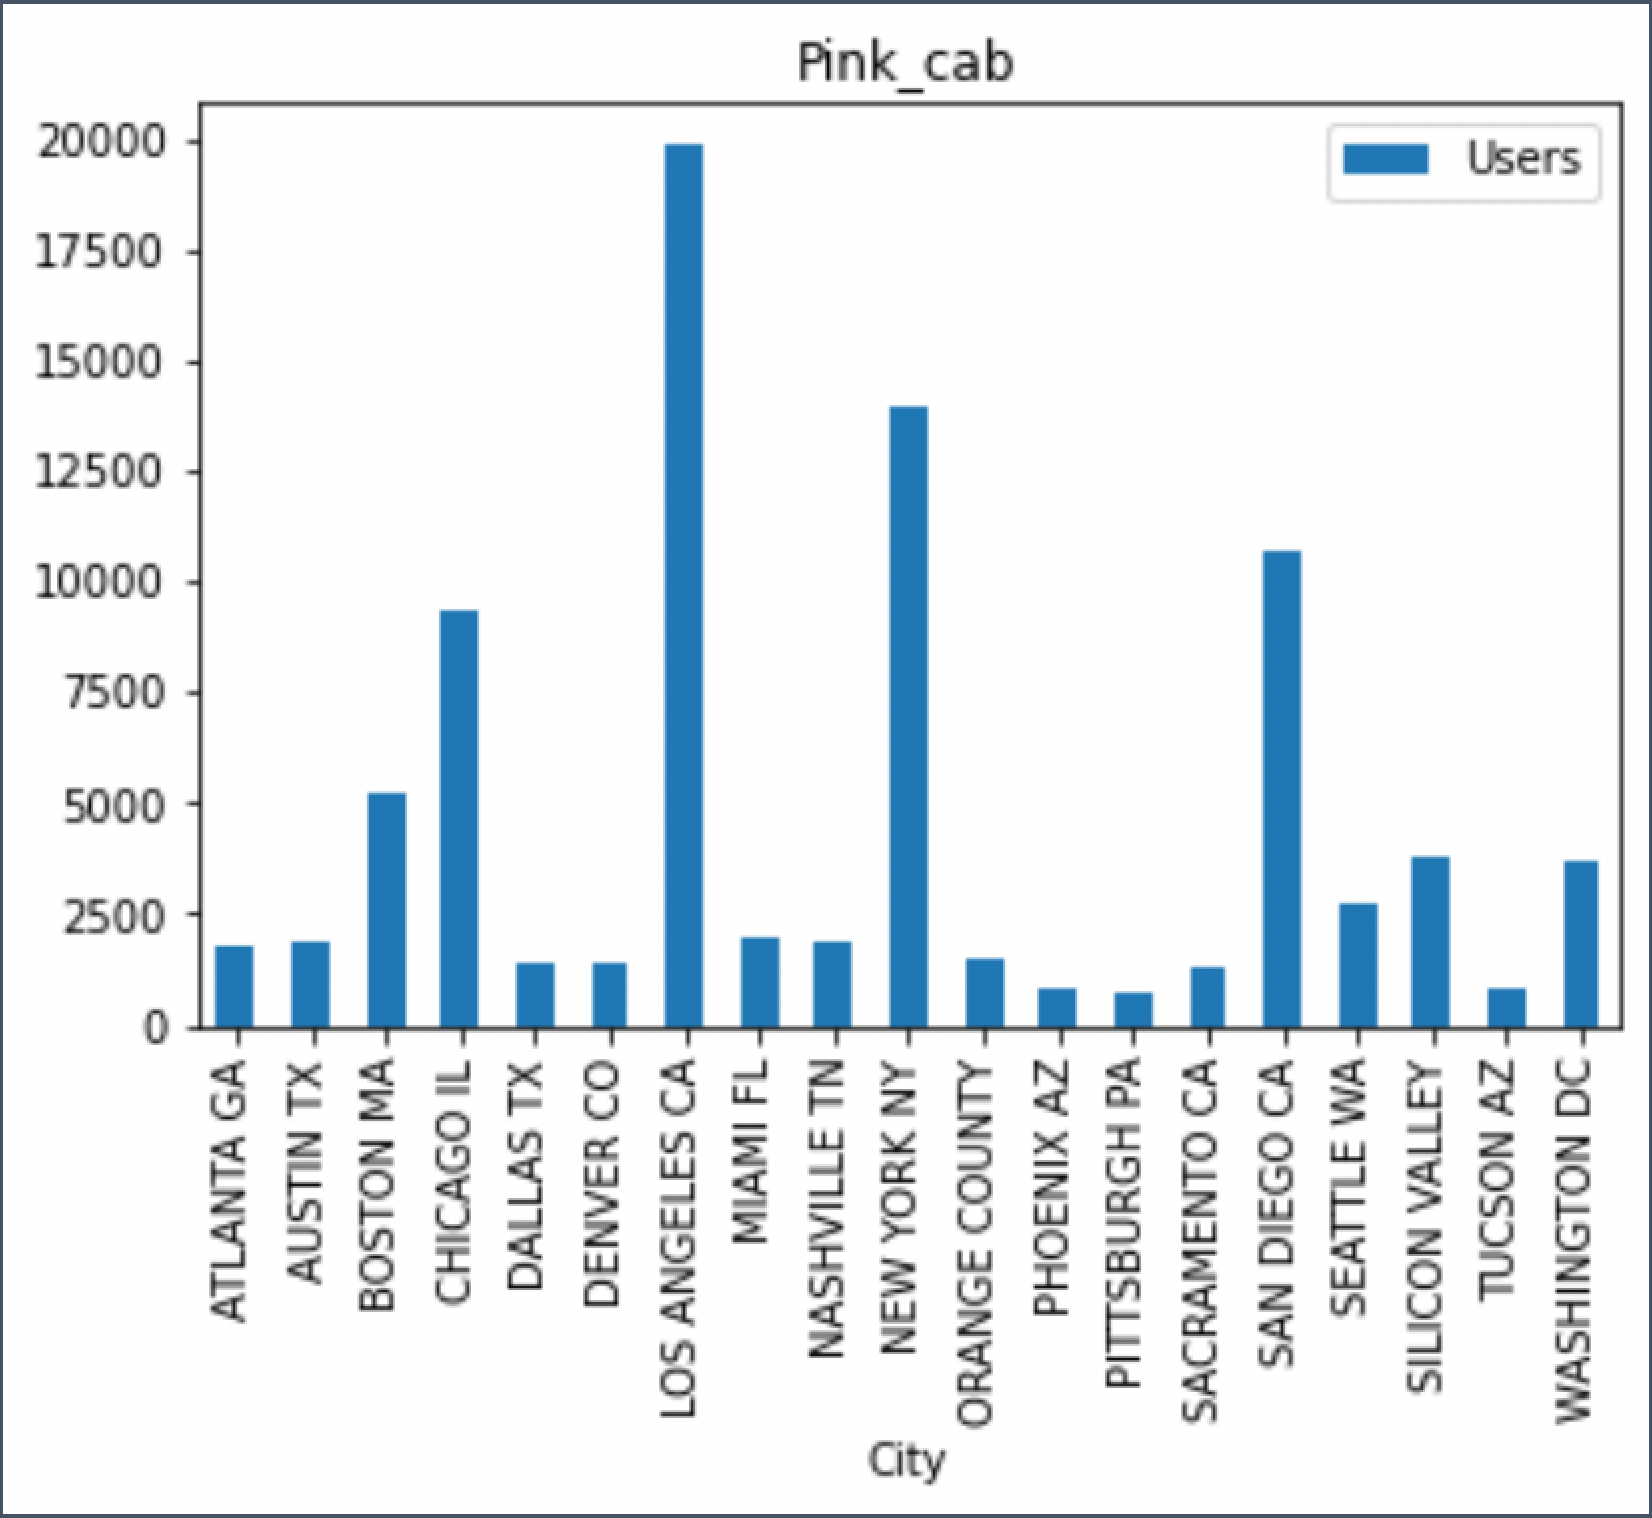 Pink_cab
Users
20000
17500
15000
12500
10000
7500
5000
2500
0
ATLANTA GA
AUSTIN TX
BOSTON MA
CHICAGO IL
DALLAS TX
DENVER CO
LOS ANGELES CA
MIAMI FL
NASHVILLE TN
NEW YORK NY
ORANGE COUNTY
PHOENIX AZ
PITTSBURGH PA
SACRAMENTO CA
SAN DIEGO CA
SEATTLE WA
SILICON VALLEY
TUCSON AZ
WASHINGTON DC
City